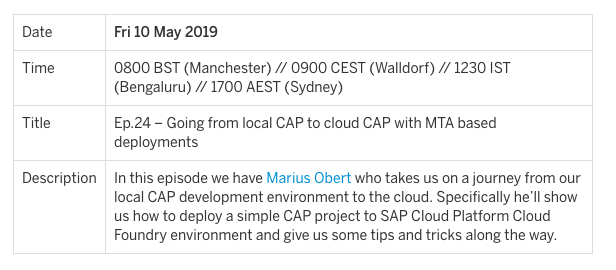 Date
Fri 10 May 2019
Time
0800 BST (Manchester) // 0900 CEST (Walldorf) // 1230 IST
(Bengaluru) // 1700 AEST (Sydney)
Title
Ep.24 – Going from local CAP to cloud CAP with MTA based
deployments
Description
In this episode we have Marius Obert who takes us on a journey from our
local CAP development environment to the cloud. Specifically he’ll show
us how to deploy a simple CAP project to SAP Cloud Platform Cloud
Foundry environment and give us some tips and tricks along the way.